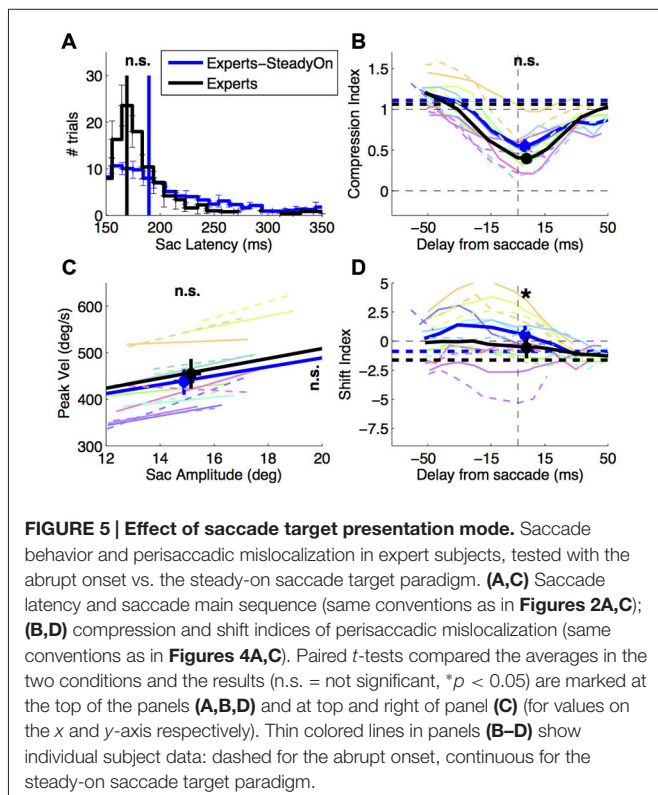 A
n.s.
Experts-SteadyOn
Experts
30
20
10
0
# trials
150 190 250 300 350
Sac Latency (ms)
B
n.s.
1.5
1
0.5
0
Compression Index
−50 −15 15 50
Delay from saccade (ms)
C
n.s.
600
500
400
300
Peak Vel (deg/s)
n.s.
12 14 16 18 20
Sac Amplitude (deg)
D
*
5
2.5
0
−2.5
−5
−7.5
Shift Index
−50 −15 15 50
Delay from saccade (ms)
FIGURE 5 | Effect of saccade target presentation mode. Saccade
behavior and perisaccadic mislocalization in expert subjects, tested with the
abrupt onset vs. the steady-on saccade target paradigm. (A,C) Saccade
latency and saccade main sequence (same conventions as in Figures 2A,C);
(B,D) compression and shift indices of perisaccadic mislocalization (same
conventions as in Figures 4A,C). Paired t-tests compared the averages in the
two conditions and the results (n.s. = not significant, *p < 0.05) are marked at
the top of the panels (A,B,D) and at top and right of panel (C) (for values on
the x and y-axis respectively). Thin colored lines in panels (B–D) show
individual subject data: dashed for the abrupt onset, continuous for the
steady-on saccade target paradigm.